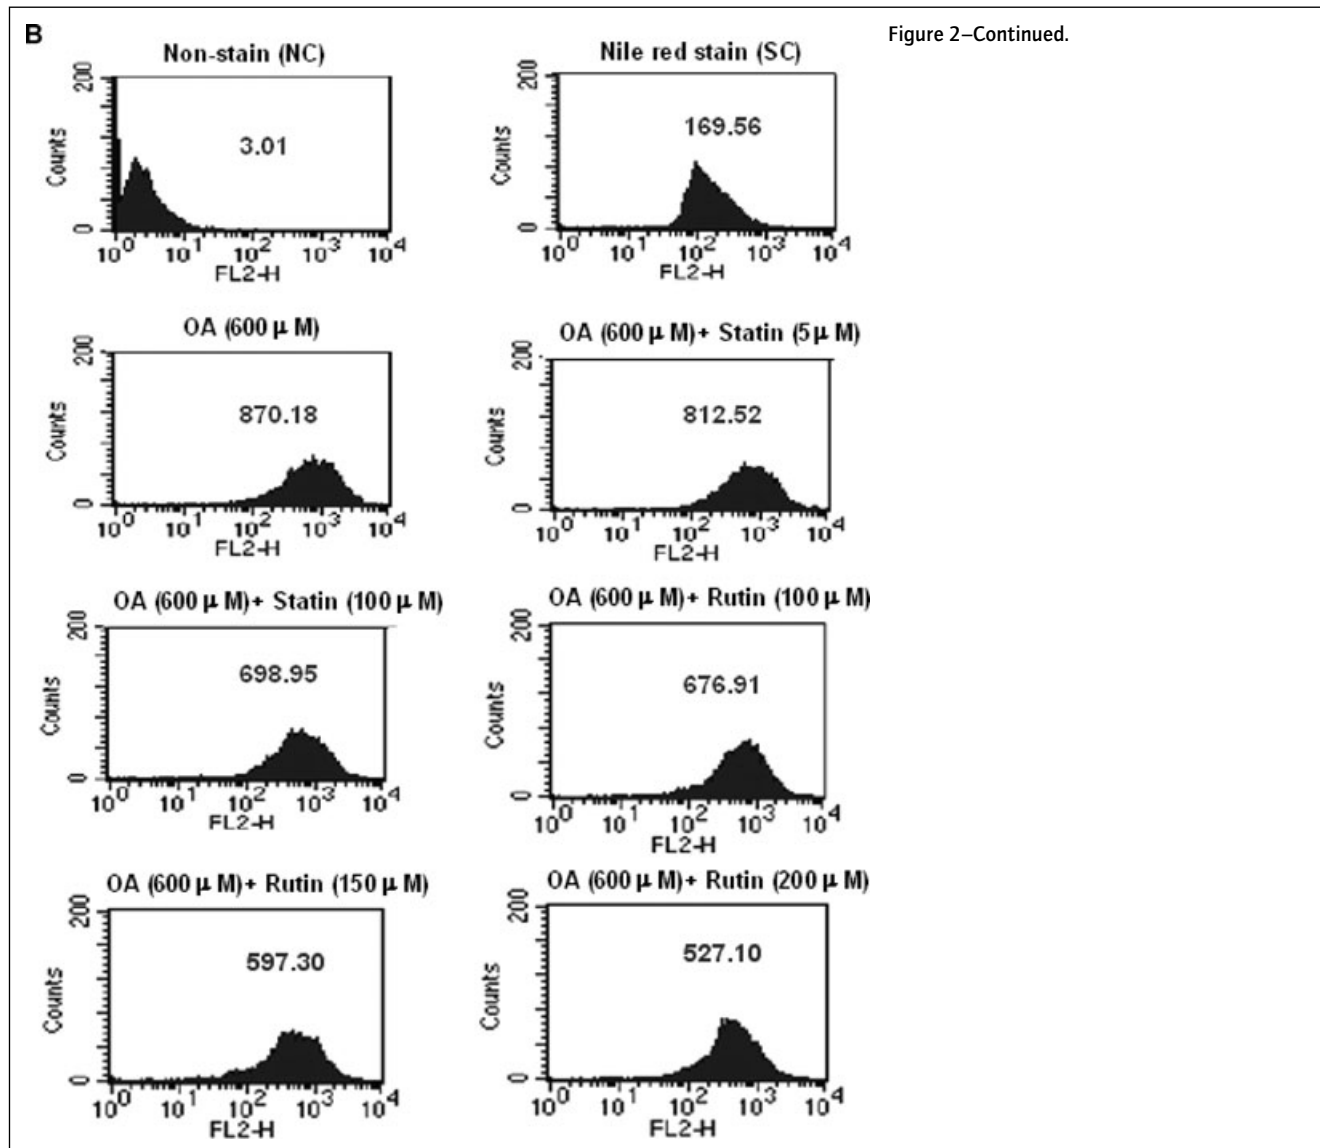 B
Figure 2–Continued.
Non-stain (NC)
200
Counts
0
3.01
10^0 10^1 10^2 10^3 10^4
FL2-H
Nile red stain (SC)
200
Counts
0
169.56
10^0 10^1 10^2 10^3 10^4
FL2-H
OA (600 μ M)
200
Counts
0
870.18
10^0 10^1 10^2 10^3 10^4
FL2-H
OA (600 μ M)+ Statin (5 μ M)
200
Counts
0
812.52
10^0 10^1 10^2 10^3 10^4
FL2-H
OA (600 μ M)+ Statin (100 μ M)
200
Counts
0
698.95
10^0 10^1 10^2 10^3 10^4
FL2-H
OA (600 μ M)+ Rutin (100 μ M)
200
Counts
0
676.91
10^0 10^1 10^2 10^3 10^4
FL2-H
OA (600 μ M)+ Rutin (150 μ M)
200
Counts
0
597.30
10^0 10^1 10^2 10^3 10^4
FL2-H
OA (600 μ M)+ Rutin (200 μ M)
200
Counts
0
527.10
10^0 10^1 10^2 10^3 10^4
FL2-H